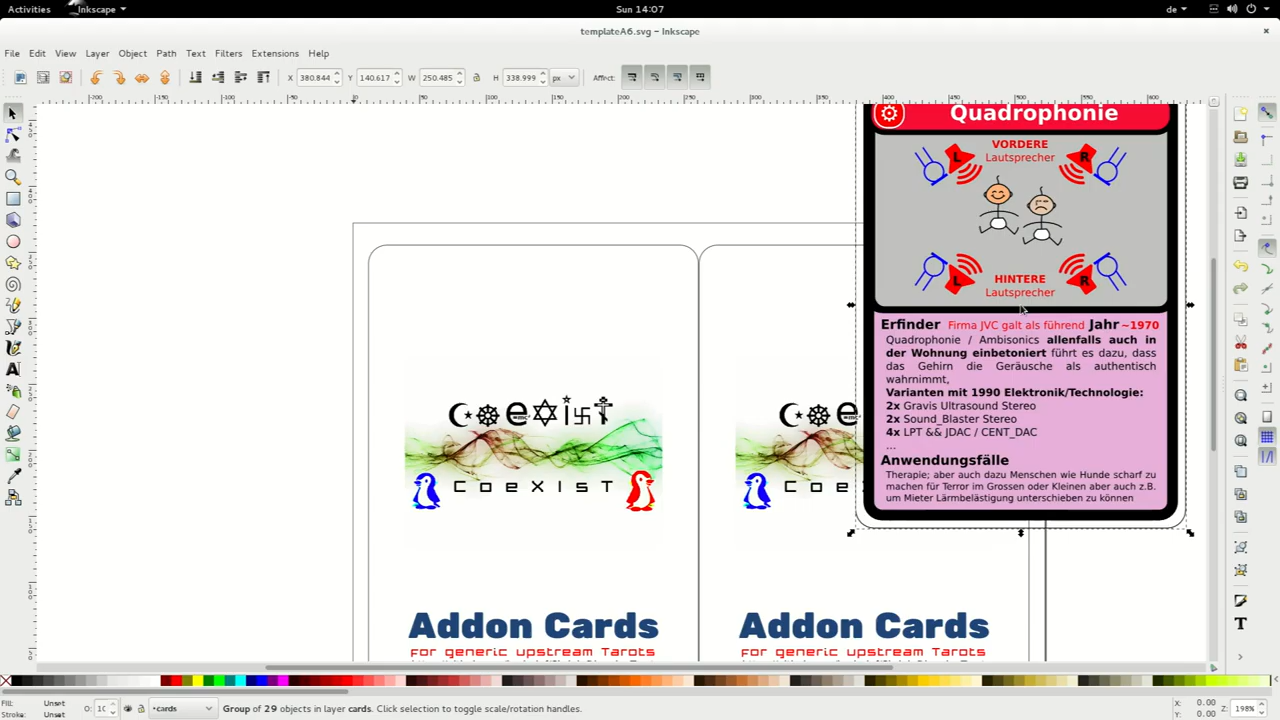 Activities Inkscape Sun 14:07 de
templateA6.svg - Inkscape
File Edit View Layer Object Path Text Filters Extensions Help
X 380.844 Y 140.617 W 250.485 H 338.999 px Affect:
Quadrophonie
VORDERE
Lautsprecher
L R
L R
HINTERE
Lautsprecher
Erfinder Firma JVC galt als führend Jahr ~1970
Quadrophonie / Ambisonics allenfalls auch in
der Wohnung einbetoniert führt es dazu, dass
das Gehirn die Geräusche als authentisch
wahrnimmt,
Varianten mit 1990 Elektronik/Technologie:
2x Gravis Ultrasound Stereo
2x Sound_Blaster Stereo
4x LPT && JDAC / CENT_DAC
...
Anwendungsfälle
Therapie; aber auch dazu Menschen wie Hunde scharf zu
machen für Terror im Grossen oder Kleinen aber auch z.B.
um Mieter Lärmbelästigung unterschieben zu können
CoeXisT
Addon Cards
For generic upstream Tarots
Addon Cards
For generic upstream Tarots
Fill: Unset
Stroke: Unset
O: •cards Group of 29 objects in layer cards. Click selection to toggle scale/rotation handles.
X: 0.00
Y: 0.00
Z: 198%